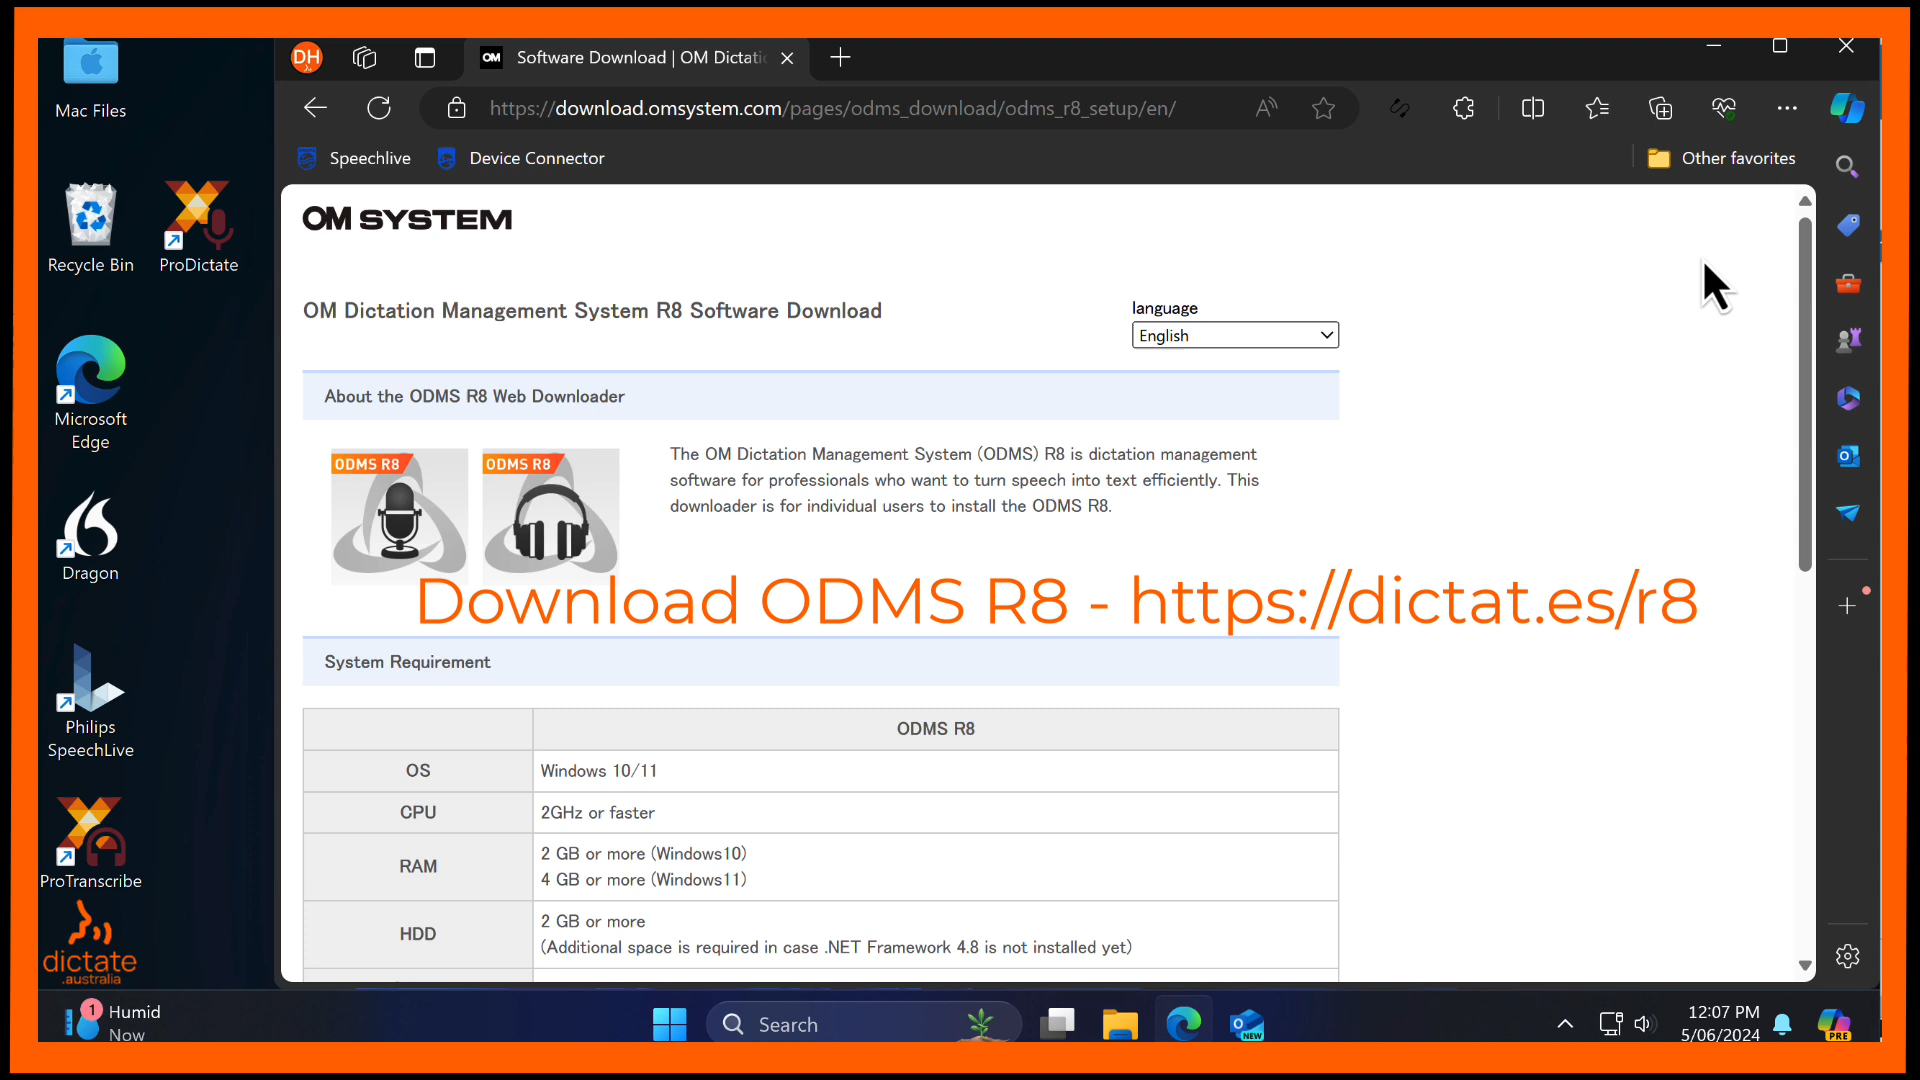 Mac Files
Recycle Bin
ProDictate
Microsoft
Edge
Dragon
Philips
SpeechLive
ProTranscribe
dictate
.australia
DH
OM
Software Download | OM Dictati
https://download.omsystem.com/pages/odms_download/odms_r8_setup/en/
Speechlive
Device Connector
Other favorites
OM SYSTEM
OM Dictation Management System R8 Software Download
language
English
About the ODMS R8 Web Downloader
ODMS R8
ODMS R8
The OM Dictation Management System (ODMS) R8 is dictation management
software for professionals who want to turn speech into text efficiently. This
downloader is for individual users to install the ODMS R8.
Download ODMS R8 - https://dictat.es/r8
System Requirement
ODMS R8
OS
Windows 10/11
CPU
2GHz or faster
RAM
2 GB or more (Windows10)
4 GB or more (Windows11)
HDD
2 GB or more
(Additional space is required in case .NET Framework 4.8 is not installed yet)
1
Humid
Now
Search
NEW
12:07 PM
5/06/2024
PRE